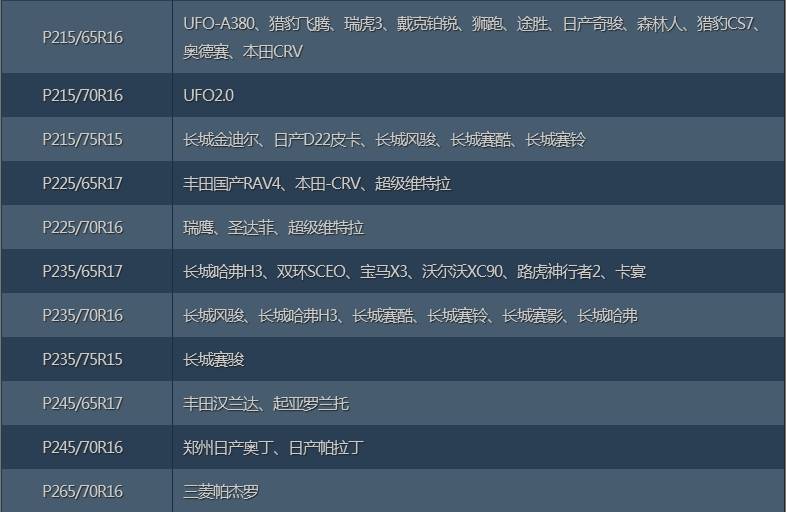 P215/65R16
UFO-A380、猎豹飞腾、瑞虎3、戴克铂锐、狮跑、途胜、日产奇骏、森林人、猎豹CS7、
奥德赛、本田CRV
P215/70R16
UFO2.0
P215/75R15
长城金迪尔、日产D22皮卡、长城风骏、长城赛酷、长城赛铃
P225/65R17
丰田国产RAV4、本田-CRV、超级维特拉
P225/70R16
瑞鹰、圣达菲、超级维特拉
P235/65R17
长城哈弗H3、双环SCEO、宝马X3、沃尔沃XC90、路虎神行者2、卡宴
P235/70R16
长城风骏、长城哈弗H3、长城赛酷、长城赛铃、长城赛影、长城哈弗
P235/75R15
长城赛骏
P245/65R17
丰田汉兰达、起亚罗兰托
P245/70R16
郑州日产奥丁、日产帕拉丁
P265/70R16
三菱帕杰罗